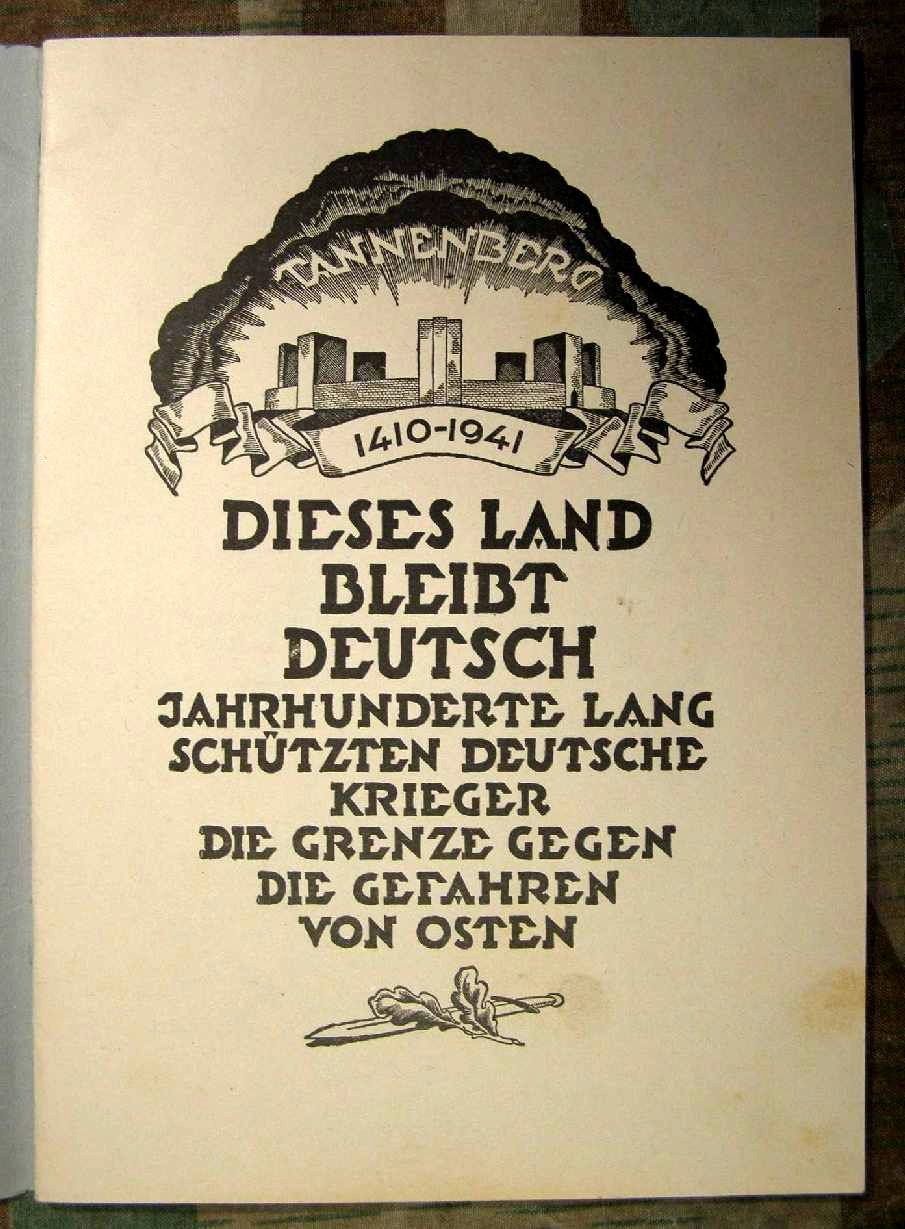 TANNENBERG
1410-1941
DIESES LAND
BLEIBT
DEUTSCH
JAHRHUNDERTE LANG
SCHÜTZTEN DEUTSCHE
KRIEGER
DIE GRENZE GEGEN
DIE GEFAHREN
VON OSTEN